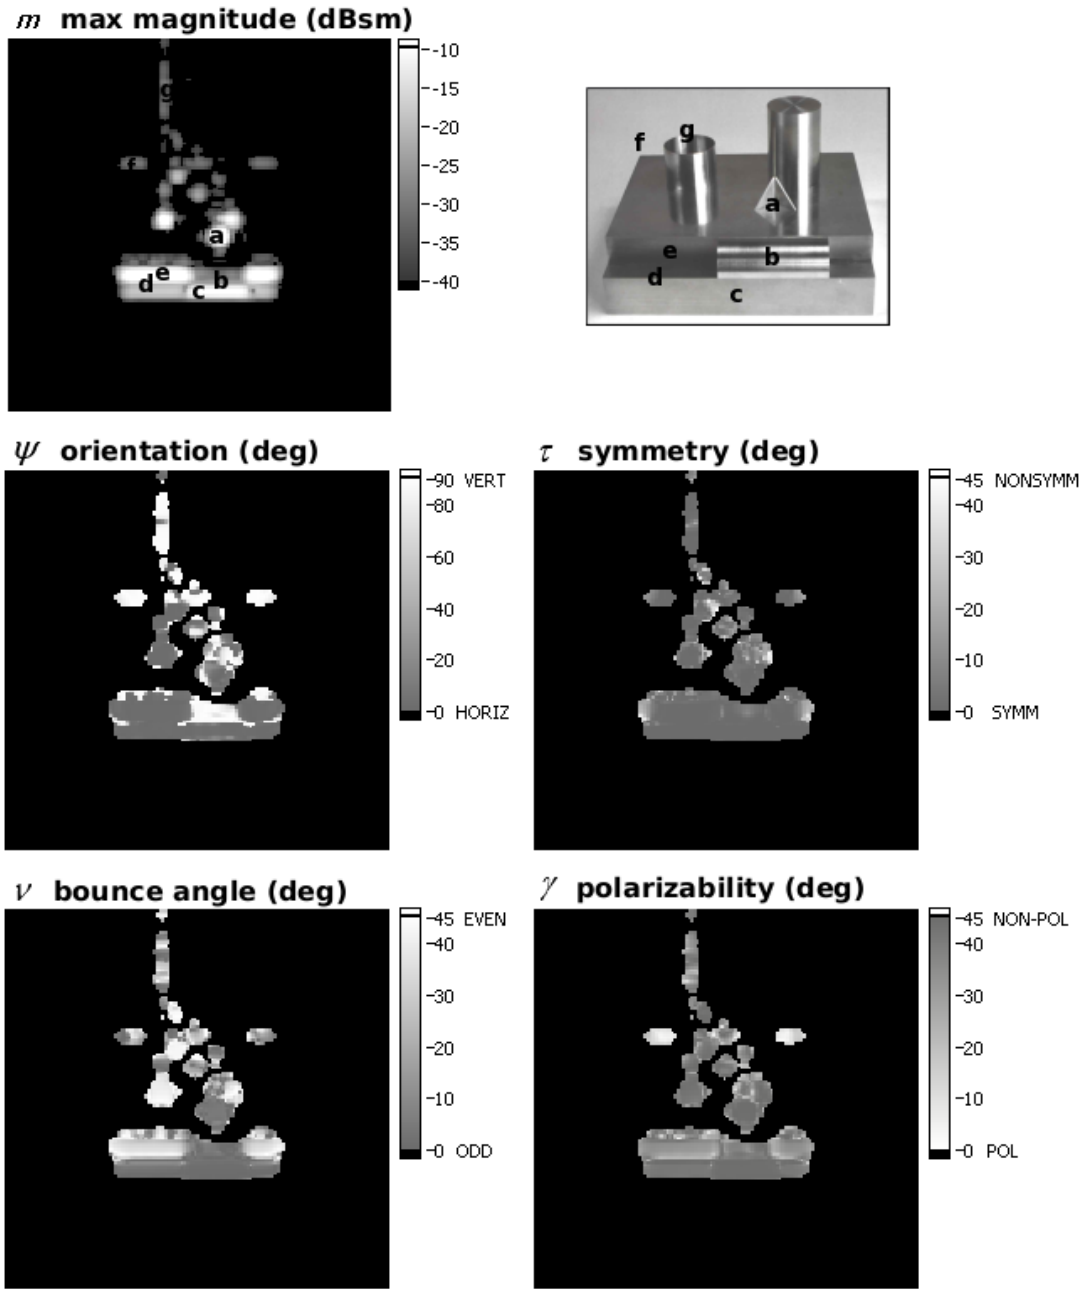 m max magnitude (dBsm)
-10
-15
-20
-25
-30
-35
-40
g
f
a
e
d
b
c
f
g
a
e
b
d
c
ψ orientation (deg)
90 VERT
80
60
40
20
0 HORIZ
τ symmetry (deg)
45 NONSYMM
40
30
20
10
0 SYMM
ν bounce angle (deg)
45 EVEN
40
30
20
10
0 ODD
γ polarizability (deg)
45 NON-POL
40
30
20
10
0 POL